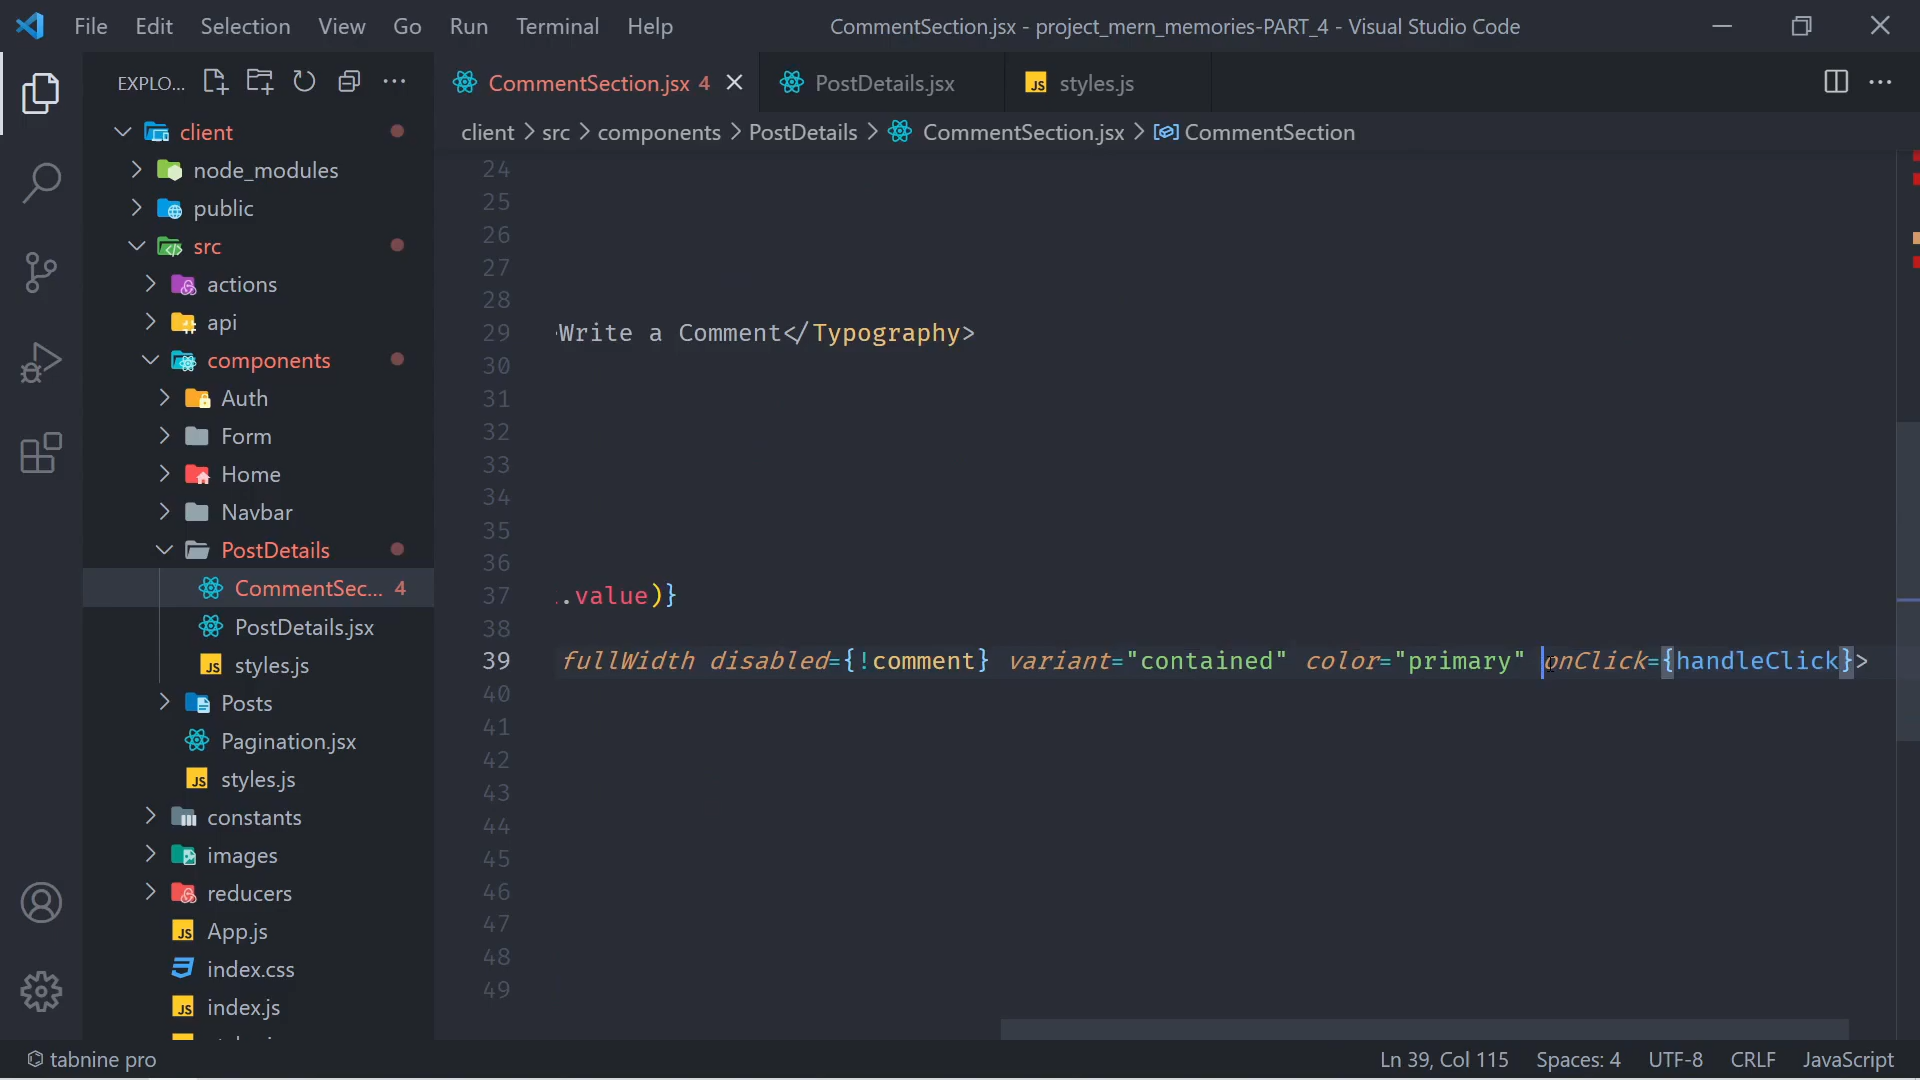 File Edit Selection View Go Run Terminal Help
CommentSection.jsx - project_mern_memories-PART_4 - Visual Studio Code
EXPLO...
CommentSection.jsx 4
PostDetails.jsx
styles.js
client > src > components > PostDetails > CommentSection.jsx > CommentSection
client
node_modules
public
src
actions
api
components
Auth
Form
Home
Navbar
PostDetails
CommentSec... 4
PostDetails.jsx
styles.js
Posts
Pagination.jsx
styles.js
constants
images
reducers
App.js
index.css
index.js
24
25
26
27
28
29 Write a Comment</Typography>
30
31
32
33
34
35
36
37 .value)}
38
39 fullWidth disabled={!comment} variant="contained" color="primary" onClick={handleClick}>
40
41
42
43
44
45
46
47
48
49
tabnine pro
Ln 39, Col 115 Spaces: 4 UTF-8 CRLF JavaScript